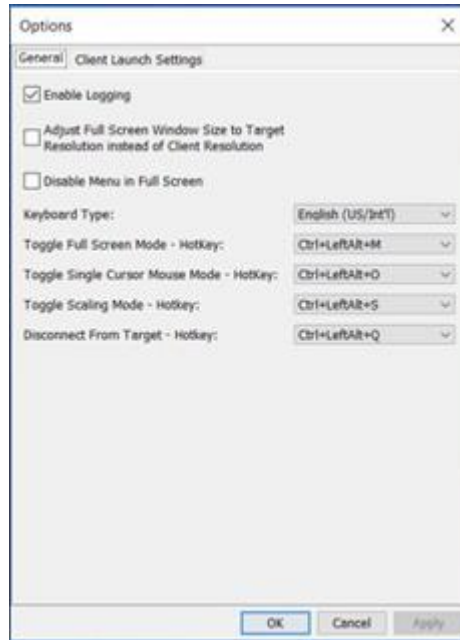 Options
General Client Launch Settings
Enable Logging
Adjust Full Screen Window Size to Target
Resolution instead of Client Resolution
Disable Menu in Full Screen
Keyboard Type: English (US/Int'l)
Toggle Full Screen Mode - HotKey: Ctrl+LeftAlt+M
Toggle Single Cursor Mouse Mode - HotKey: Ctrl+LeftAlt+O
Toggle Scaling Mode - Hotkey: Ctrl+LeftAlt+S
Disconnect From Target - Hotkey: Ctrl+LeftAlt+Q
OK Cancel Apply